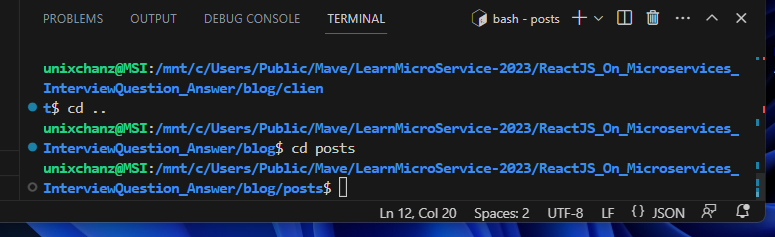 PROBLEMS OUTPUT DEBUG CONSOLE TERMINAL bash - posts
unixchanz@MSI:/mnt/c/Users/Public/Mave/LearnMicroService-2023/ReactJS_On_Microservices_
InterviewQuestion_Answer/blog/clien
t$ cd ..
unixchanz@MSI:/mnt/c/Users/Public/Mave/LearnMicroService-2023/ReactJS_On_Microservices_
InterviewQuestion_Answer/blog$ cd posts
unixchanz@MSI:/mnt/c/Users/Public/Mave/LearnMicroService-2023/ReactJS_On_Microservices_
InterviewQuestion_Answer/blog/posts$
Ln 12, Col 20 Spaces: 2 UTF-8 LF {} JSON